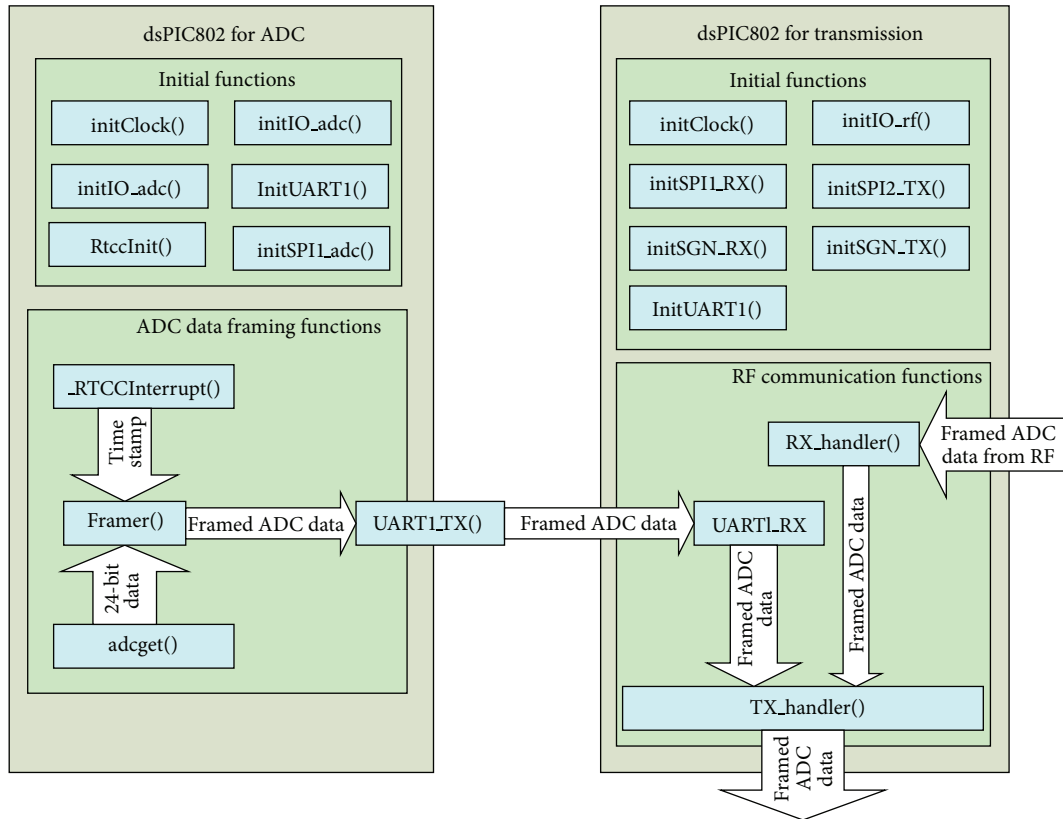 dsPIC802 for ADC
Initial functions
initClock()
initIO_adc()
initIO_adc()
InitUART1()
RtccInit()
initSPI1_adc()
ADC data framing functions
_RTCCInterrupt()
Time
stamp
Framer()
Framed ADC data
UART1_TX()
24-bit
data
adcget()
Framed ADC data
dsPIC802 for transmission
Initial functions
initClock()
initIO_rf()
initSPI1_RX()
initSPI2_TX()
initSGN_RX()
initSGN_TX()
InitUART1()
RF communication functions
RX_handler()
Framed ADC
data from RF
UARTl_RX
Framed ADC
data
Framed ADC data
TX_handler()
Framed
ADC
data